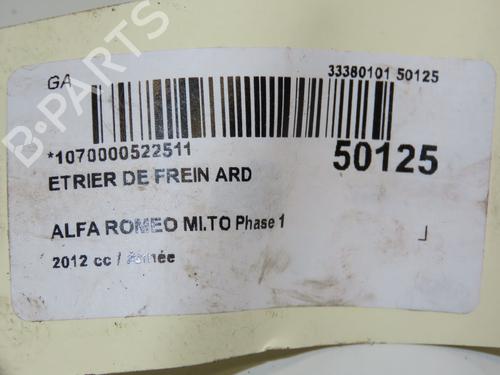 GA
33380101 50125
*1070000522511
50125
ETRIER DE FREIN ARD
ALFA ROMEO MI.TO Phase 1
2012 cc / Année
B-PARTS